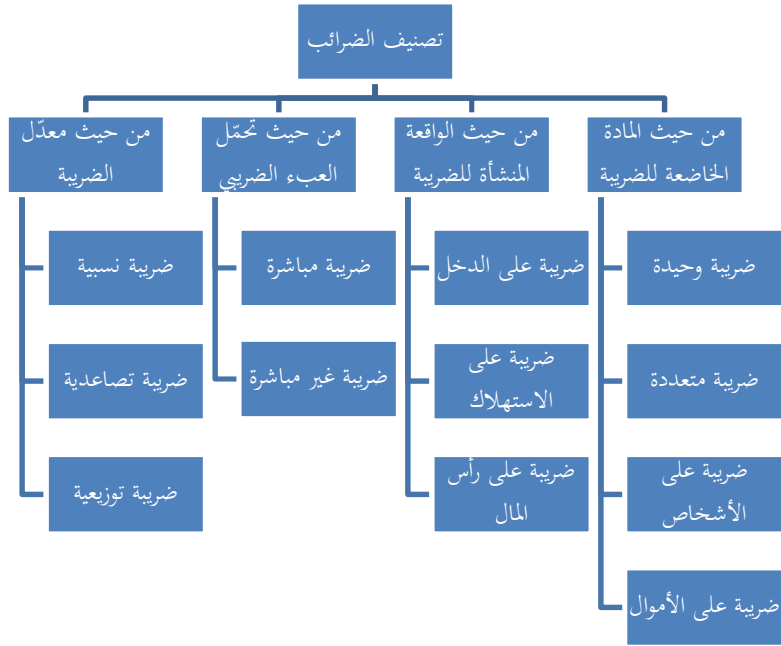 تصنيف الضرائب
من حيث المادة
الخاضعة للضريبة
ضريبة وحيدة
ضريبة متعددة
ضريبة على
الأشخاص
ضريبة على الأموال
من حيث الواقعة
المنشأة للضريبة
ضريبة على الدخل
ضريبة على
الاستهلاك
ضريبة على رأس
المال
من حيث تحمّل
العبء الضريبي
ضريبة مباشرة
ضريبة غير مباشرة
من حيث معدّل
الضريبة
ضريبة نسبية
ضريبة تصاعدية
ضريبة توزيعية